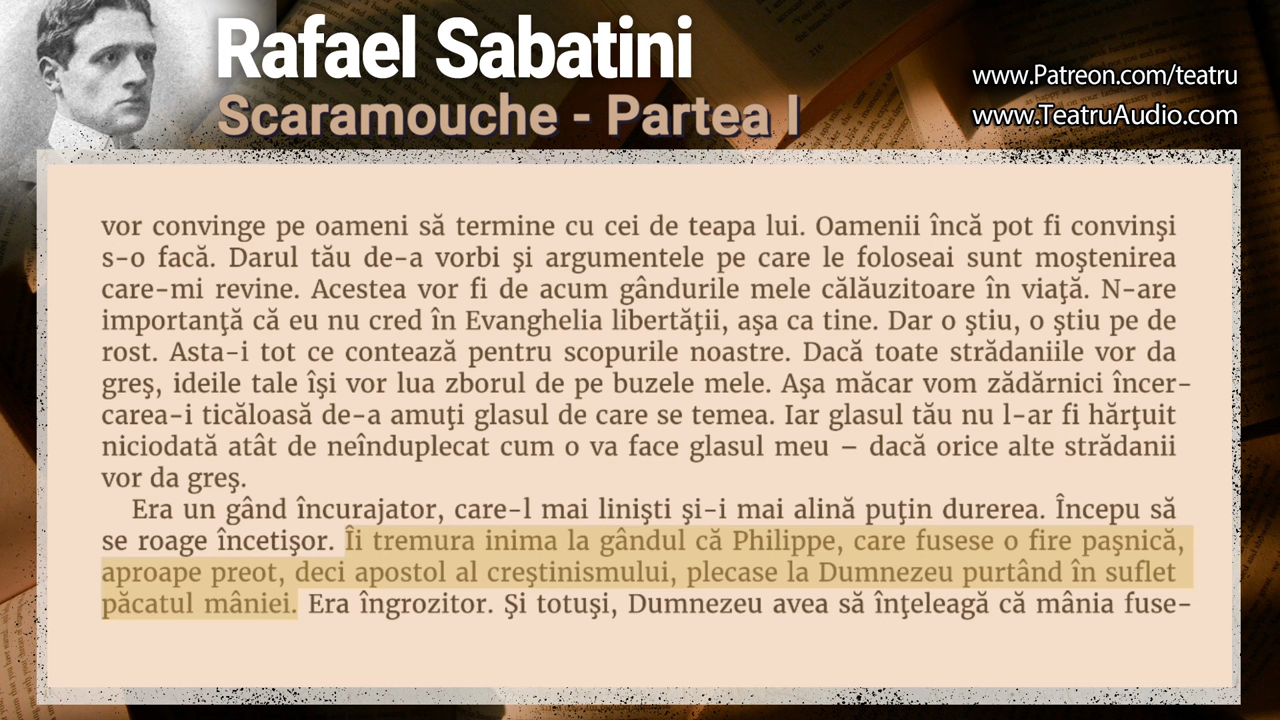 Rafael Sabatini
Scaramouche - Partea I
www.Patreon.com/teatru
www.TeatruAudio.com
vor convinge pe oameni să termine cu cei de teapa lui. Oamenii încă pot fi convinşi
s-o facă. Darul tău de-a vorbi şi argumentele pe care le foloseai sunt moştenirea
care-mi revine. Acestea vor fi de acum gândurile mele călăuzitoare în viaţă. N-are
importanţă că eu nu cred în Evanghelia libertăţii, aşa ca tine. Dar o ştiu, o ştiu pe de
rost. Asta-i tot ce contează pentru scopurile noastre. Dacă toate strădaniile vor da
greş, ideile tale îşi vor lua zborul de pe buzele mele. Aşa măcar vom zădărnici încer-
carea-i ticăloasă de-a amuţi glasul de care se temea. Iar glasul tău nu l-ar fi hărţuit
niciodată atât de neînduplecat cum o va face glasul meu – dacă orice alte strădanii
vor da greş.
Era un gând încurajator, care-l mai linişti şi-i mai alină puţin durerea. Începu să
se roage încetişor. Îi tremura inima la gândul că Philippe, care fusese o fire paşnică,
aproape preot, deci apostol al creştinismului, plecase la Dumnezeu purtând în suflet
păcatul mâniei. Era îngrozitor. Şi totuşi, Dumnezeu avea să înţeleagă că mânia fuse-